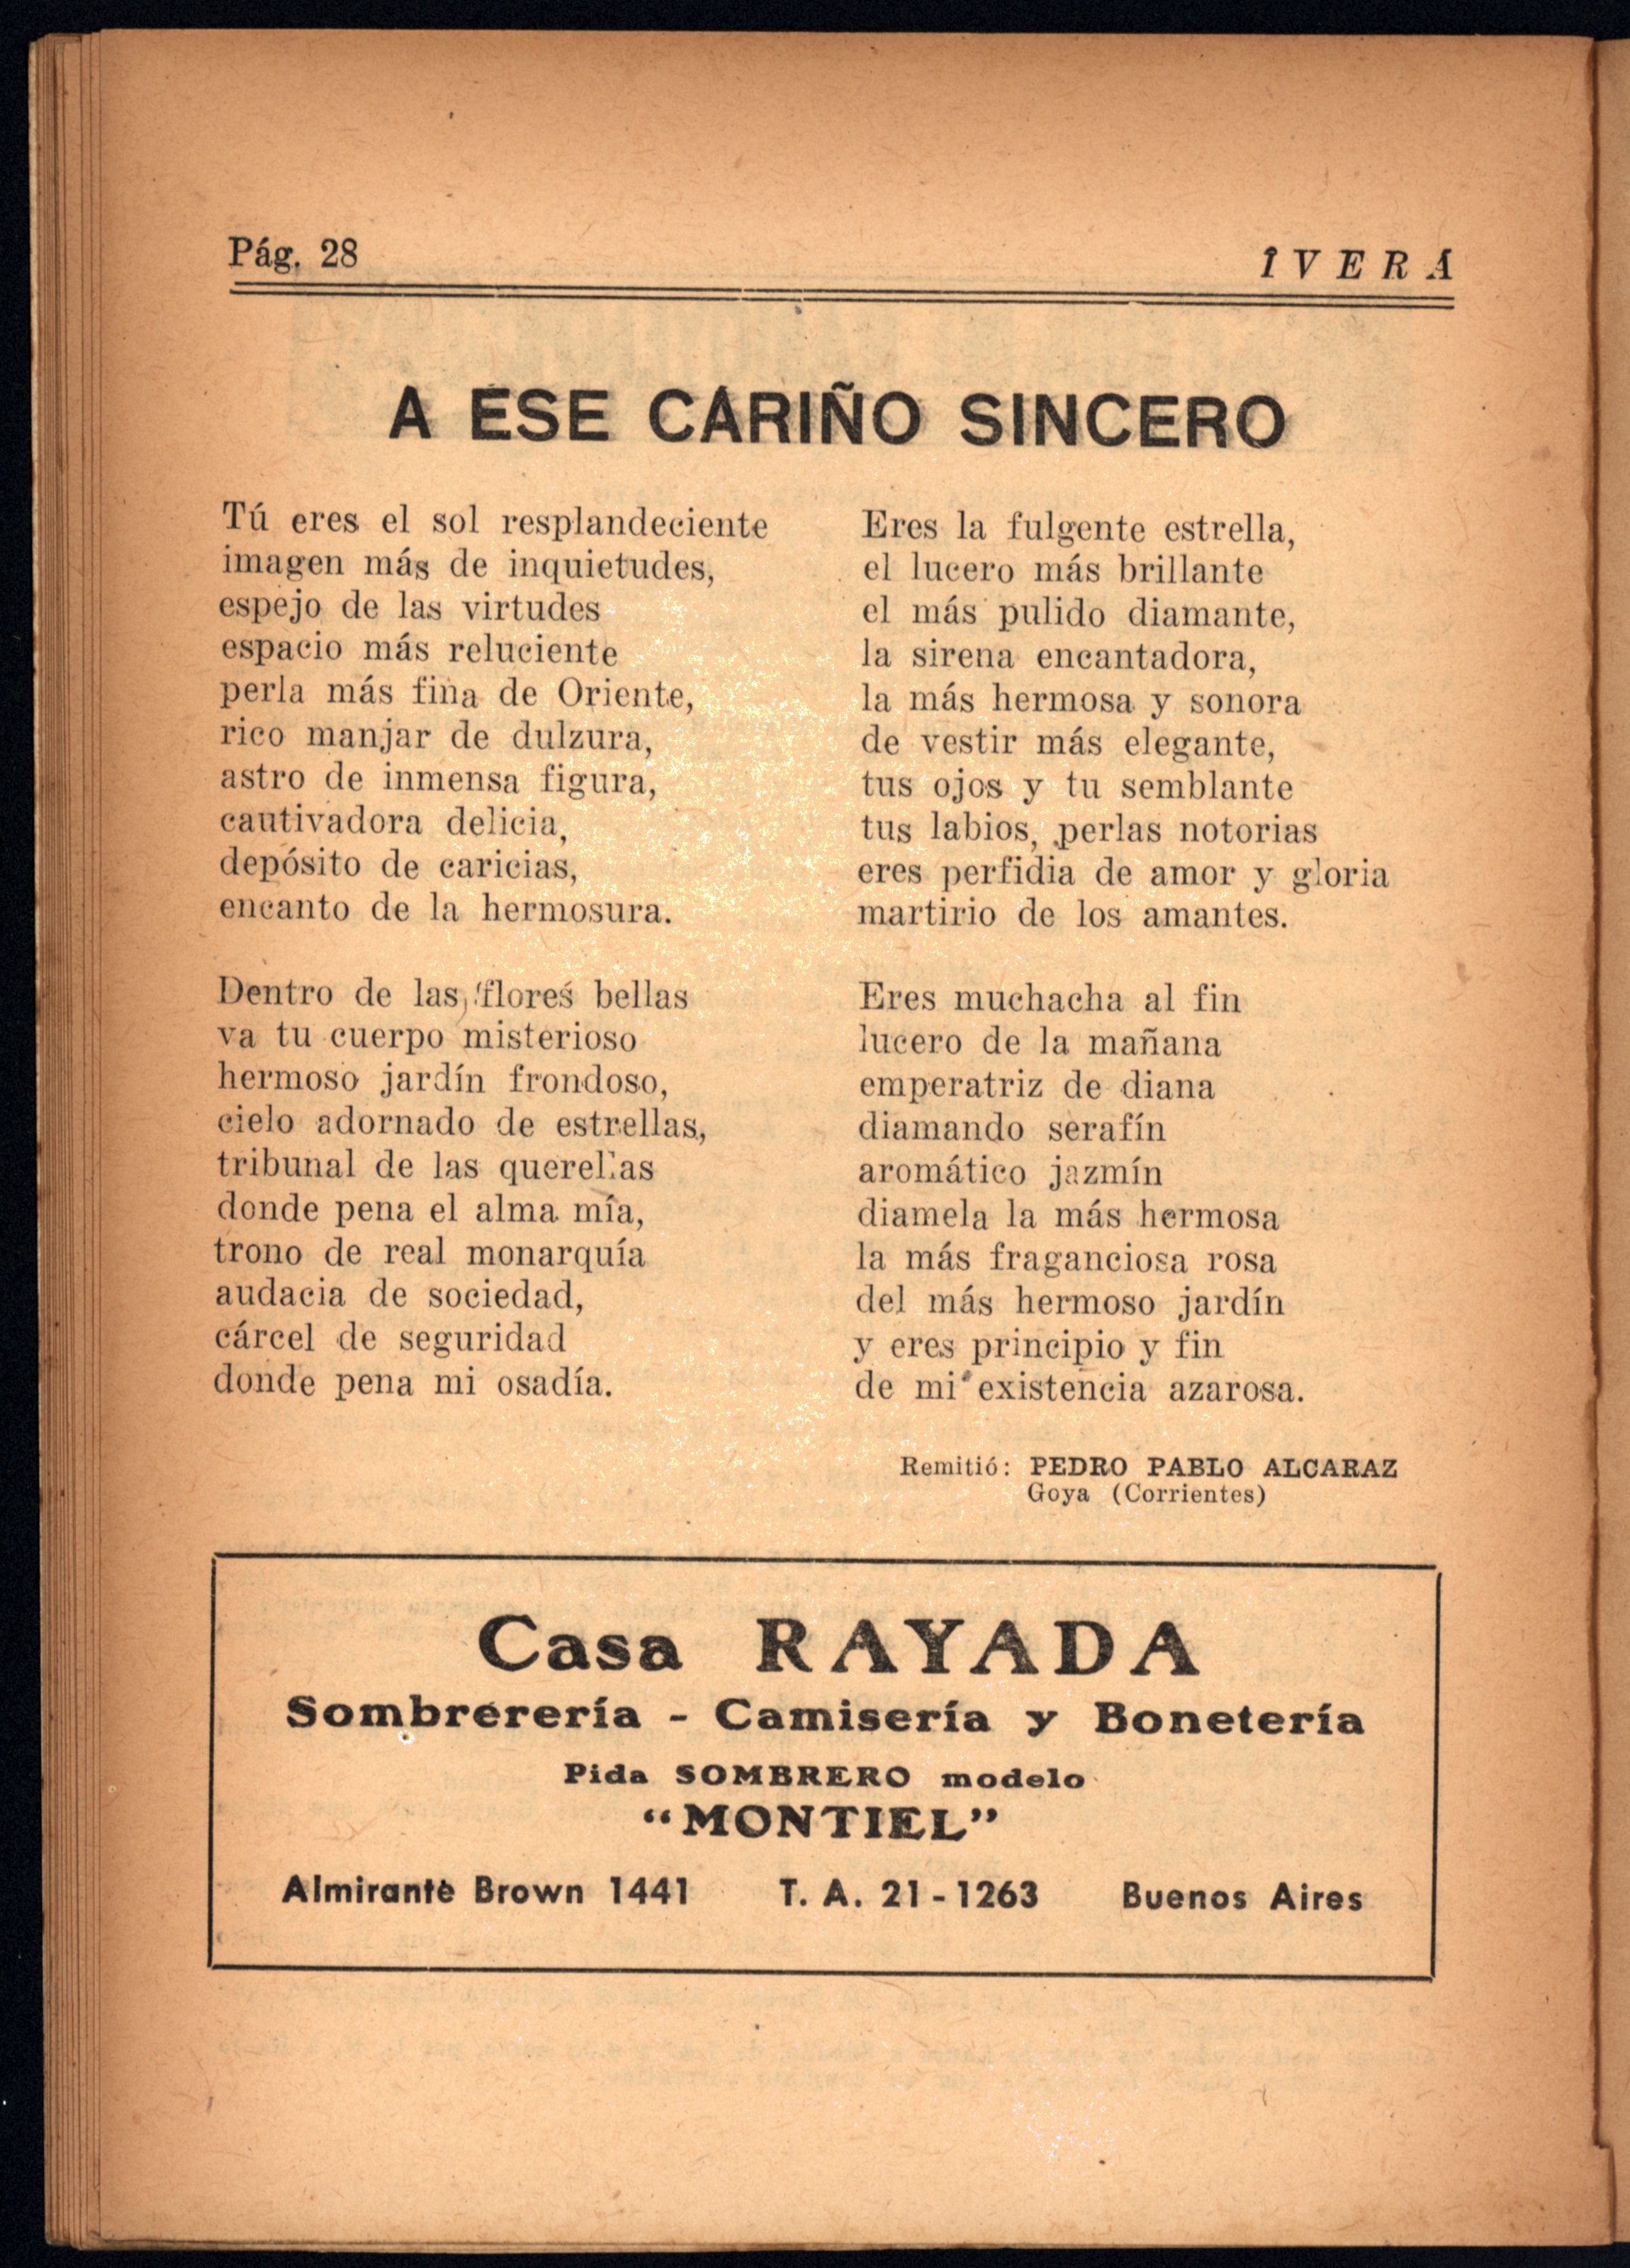 Pág. 28
ÎVERÁ
A ESE CARIÑO SINCERO
Tú eres el sol resplandeciente
imagen más de inquietudes,
espejo de las virtudes
espacio más reluciente
perla más fina de Oriente,
rico manjar de dulzura,
astro de inmensa figura,
cautivadora delicia,
depósito de caricias,
encanto de la hermosura.
Dentro de las flores bellas
va tu cuerpo misterioso
hermoso jardín frondoso,
cielo adornado de estrellas,
tribunal de las querellas
donde pena el alma mía,
trono de real monarquía
audacia de sociedad,
cárcel de seguridad
donde pena mi osadía.
Eres la fulgente estrella,
el lucero más brillante
el más pulido diamante,
la sirena encantadora,
la más hermosa y sonora
de vestir más elegante,
tus ojos y tu semblante
tus labios, perlas notorias
eres perfidia de amor y gloria
martirio de los amantes.
Eres muchacha al fin
lucero de la mañana
emperatriz de diana
diamando serafín
aromático jazmín
diamela la más hermosa
la más fraganciosa rosa
del más hermoso jardín
y eres principio y fin
de mi existencia azarosa.
Remitió: PEDRO PABLO ALCARAZ
Goya (Corrientes)
Casa RAYADA
Sombrerería - Camisería y Bonetería
Pida SOMBRERO modelo
“MONTIEL”
Almirante Brown 1441 T. A. 21-1263 Buenos Aires